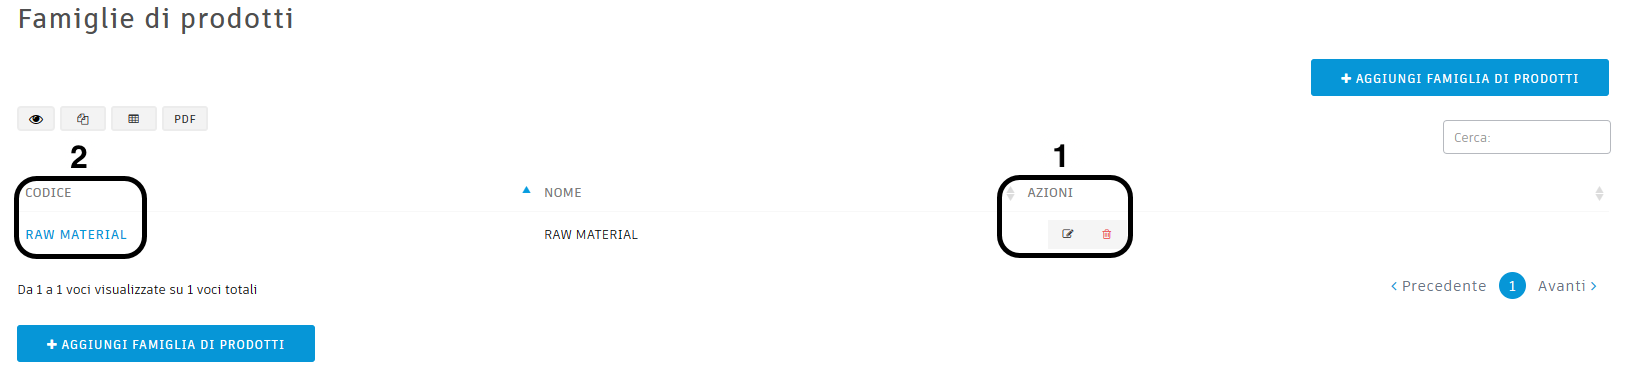 Famiglie di prodotti
AGGIUNGI FAMIGLIA DI PRODOTTI
PDF
Cerca:
2
1
CODICE NOME AZIONI
RAW MATERIAL RAW MATERIAL
Da 1 a 1 voci visualizzate su 1 voci totali
Precedente 1 Avanti
AGGIUNGI FAMIGLIA DI PRODOTTI